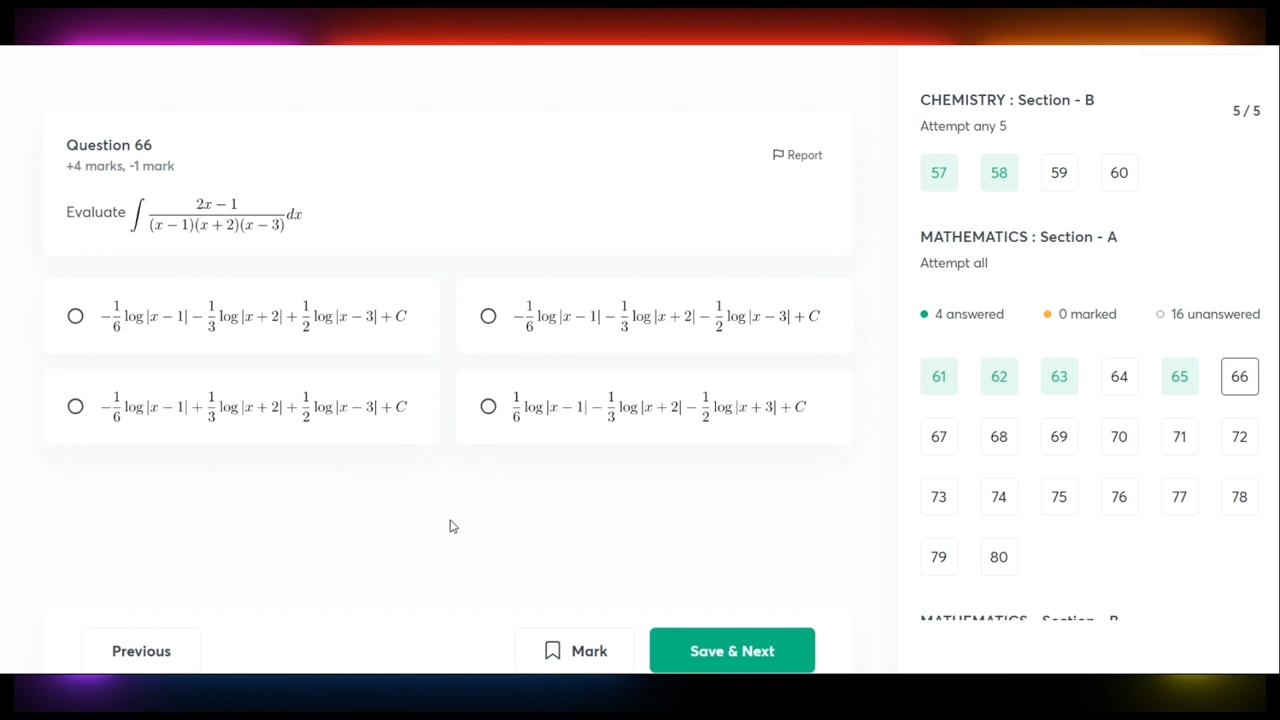 Question 66
+4 marks, -1 mark
Report
Evaluate ∫ (2x − 1)/((x − 1)(x + 2)(x − 3)) dx
−1/6 log|x − 1| − 1/3 log|x + 2| + 1/2 log|x − 3| + C
−1/6 log|x − 1| − 1/3 log|x + 2| − 1/2 log|x − 3| + C
−1/6 log|x − 1| + 1/3 log|x + 2| + 1/2 log|x − 3| + C
1/6 log|x − 1| − 1/3 log|x + 2| − 1/2 log|x + 3| + C
Previous
Mark
Save & Next
CHEMISTRY : Section - B
5 / 5
Attempt any 5
57 58 59 60
MATHEMATICS : Section - A
Attempt all
4 answered 0 marked 16 unanswered
61 62 63 64 65 66
67 68 69 70 71 72
73 74 75 76 77 78
79 80
MATHEMATICS : Section - B